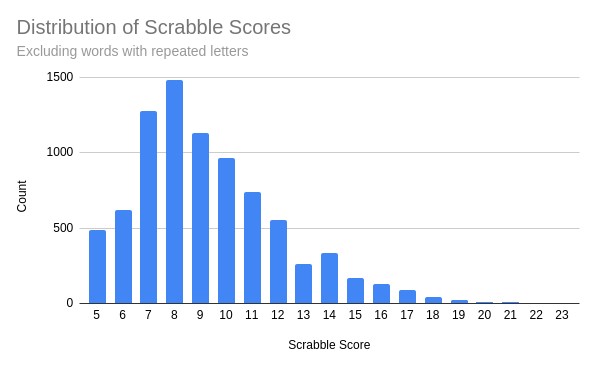 Distribution of Scrabble Scores
Excluding words with repeated letters
1500
1000
500
0
Count
5 6 7 8 9 10 11 12 13 14 15 16 17 18 19 20 21 22 23
Scrabble Score